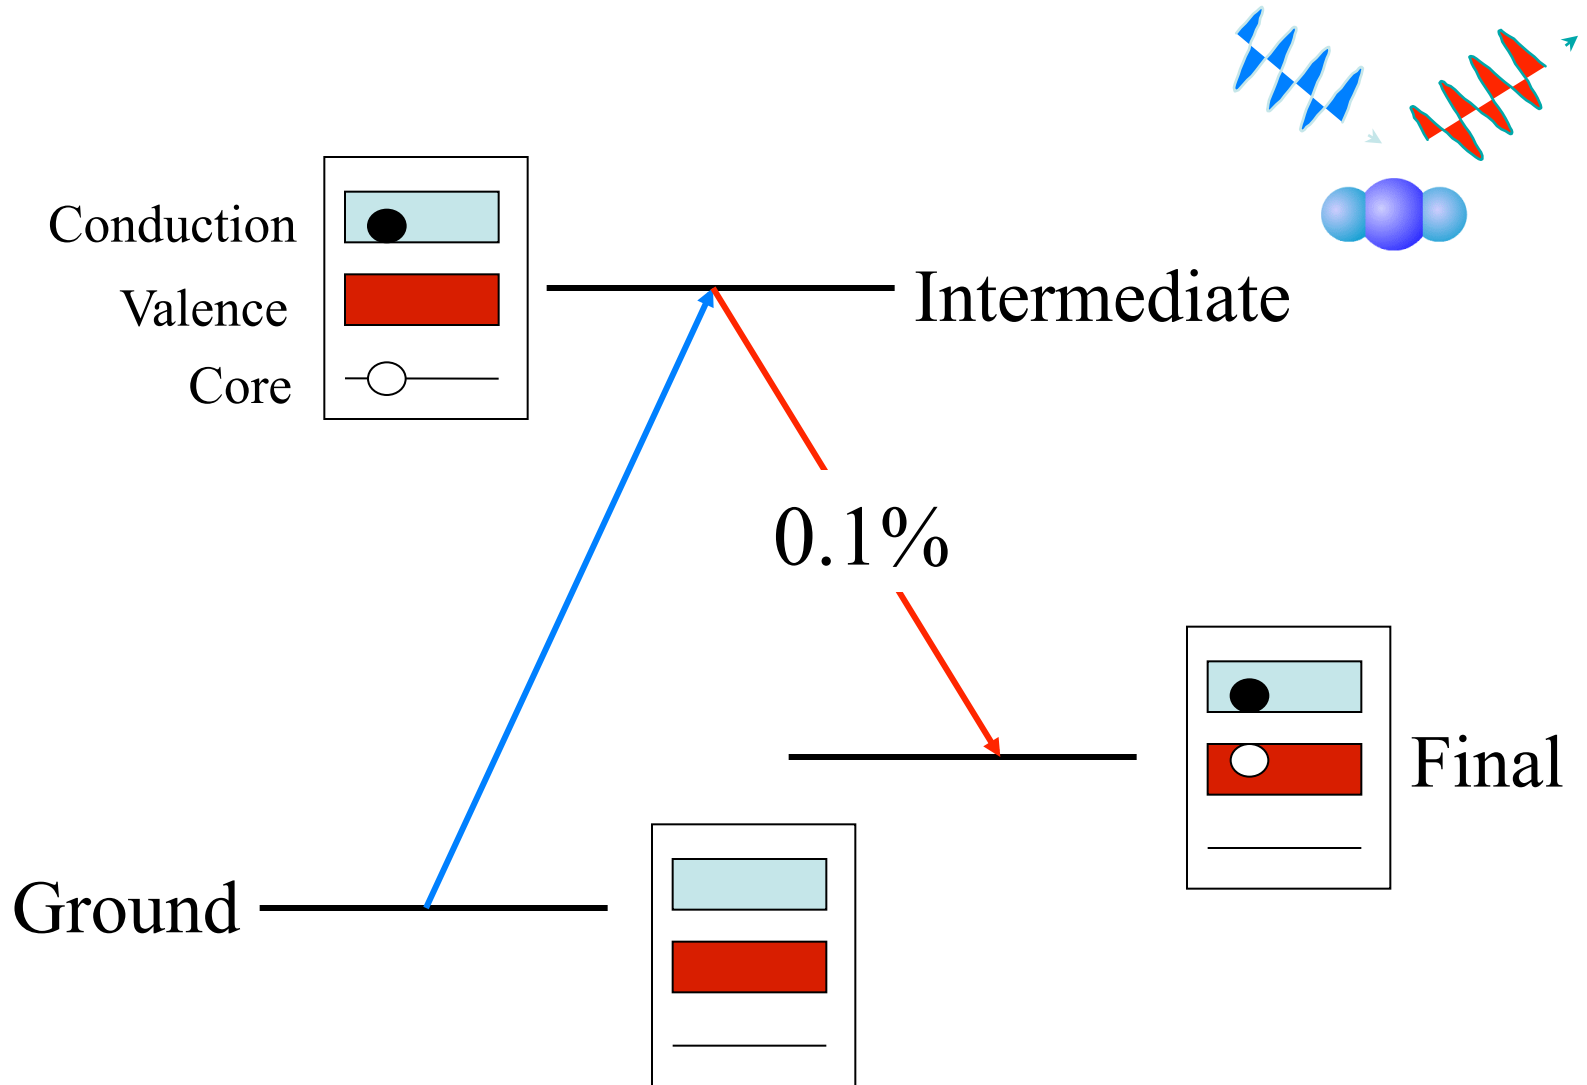 Conduction
Valence
Core
Intermediate
0.1%
Final
Ground